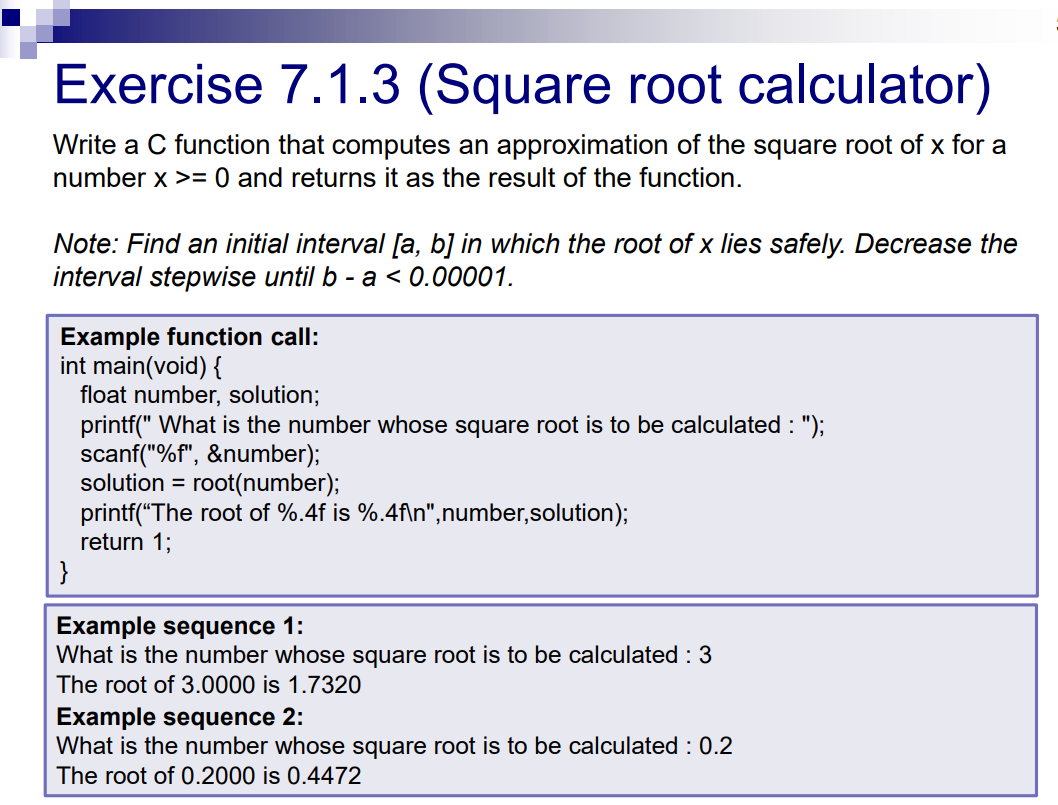 Exercise 7.1.3 (Square root calculator)
Write a C function that computes an approximation of the square root of x for a
number x >= 0 and returns it as the result of the function.
Note: Find an initial interval [a, b] in which the root of x lies safely. Decrease the
interval stepwise until b - a < 0.00001.
Example function call:
int main(void) {
float number, solution;
printf(" What is the number whose square root is to be calculated : ");
scanf("%f", &number);
solution = root(number);
printf(“The root of %.4f is %.4f\n",number,solution);
return 1;
}
Example sequence 1:
What is the number whose square root is to be calculated : 3
The root of 3.0000 is 1.7320
Example sequence 2:
What is the number whose square root is to be calculated : 0.2
The root of 0.2000 is 0.4472